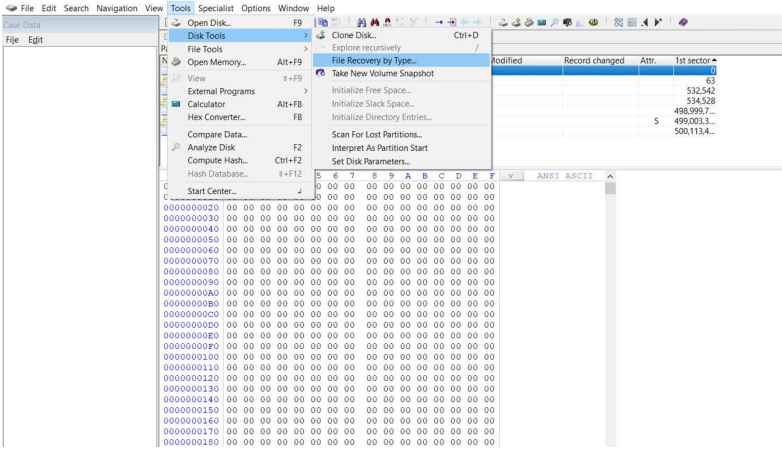 File Edit Search Navigation View Tools Specialist Options Window Help
Case Data
File Edit
Open Disk... F9
Disk Tools >
File Tools >
Open Memory... Alt+F9
View ⇧+F9
External Programs >
Calculator Alt+F8
Hex Converter... F8
Compare Data...
Analyze Disk F2
Compute Hash... Ctrl+F2
Hash Database... ⇧+F12
Start Center... ↲
Clone Disk... Ctrl+D
Explore recursively /
File Recovery by Type...
Take New Volume Snapshot
Initialize Free Space...
Initialize Slack Space...
Initialize Directory Entries...
Scan For Lost Partitions...
Interpret As Partition Start
Set Disk Parameters...
Modified Record changed Attr. 1st sector
0
63
532,542
534,528
498,999,7...
S 499,003,3...
500,113,4...
5 6 7 8 9 A B C D E F ANSI ASCII
0000000020 00 00 00 00 00 00 00 00 00 00 00 00 00 00 00 00
0000000030 00 00 00 00 00 00 00 00 00 00 00 00 00 00 00 00
0000000040 00 00 00 00 00 00 00 00 00 00 00 00 00 00 00 00
0000000050 00 00 00 00 00 00 00 00 00 00 00 00 00 00 00 00
0000000060 00 00 00 00 00 00 00 00 00 00 00 00 00 00 00 00
0000000070 00 00 00 00 00 00 00 00 00 00 00 00 00 00 00 00
0000000080 00 00 00 00 00 00 00 00 00 00 00 00 00 00 00 00
0000000090 00 00 00 00 00 00 00 00 00 00 00 00 00 00 00 00
00000000A0 00 00 00 00 00 00 00 00 00 00 00 00 00 00 00 00
00000000B0 00 00 00 00 00 00 00 00 00 00 00 00 00 00 00 00
00000000C0 00 00 00 00 00 00 00 00 00 00 00 00 00 00 00 00
00000000D0 00 00 00 00 00 00 00 00 00 00 00 00 00 00 00 00
00000000E0 00 00 00 00 00 00 00 00 00 00 00 00 00 00 00 00
00000000F0 00 00 00 00 00 00 00 00 00 00 00 00 00 00 00 00
0000000100 00 00 00 00 00 00 00 00 00 00 00 00 00 00 00 00
0000000110 00 00 00 00 00 00 00 00 00 00 00 00 00 00 00 00
0000000120 00 00 00 00 00 00 00 00 00 00 00 00 00 00 00 00
0000000130 00 00 00 00 00 00 00 00 00 00 00 00 00 00 00 00
0000000140 00 00 00 00 00 00 00 00 00 00 00 00 00 00 00 00
0000000150 00 00 00 00 00 00 00 00 00 00 00 00 00 00 00 00
0000000160 00 00 00 00 00 00 00 00 00 00 00 00 00 00 00 00
0000000170 00 00 00 00 00 00 00 00 00 00 00 00 00 00 00 00
0000000180 00 00 00 00 00 00 00 00 00 00 00 00 00 00 00 00